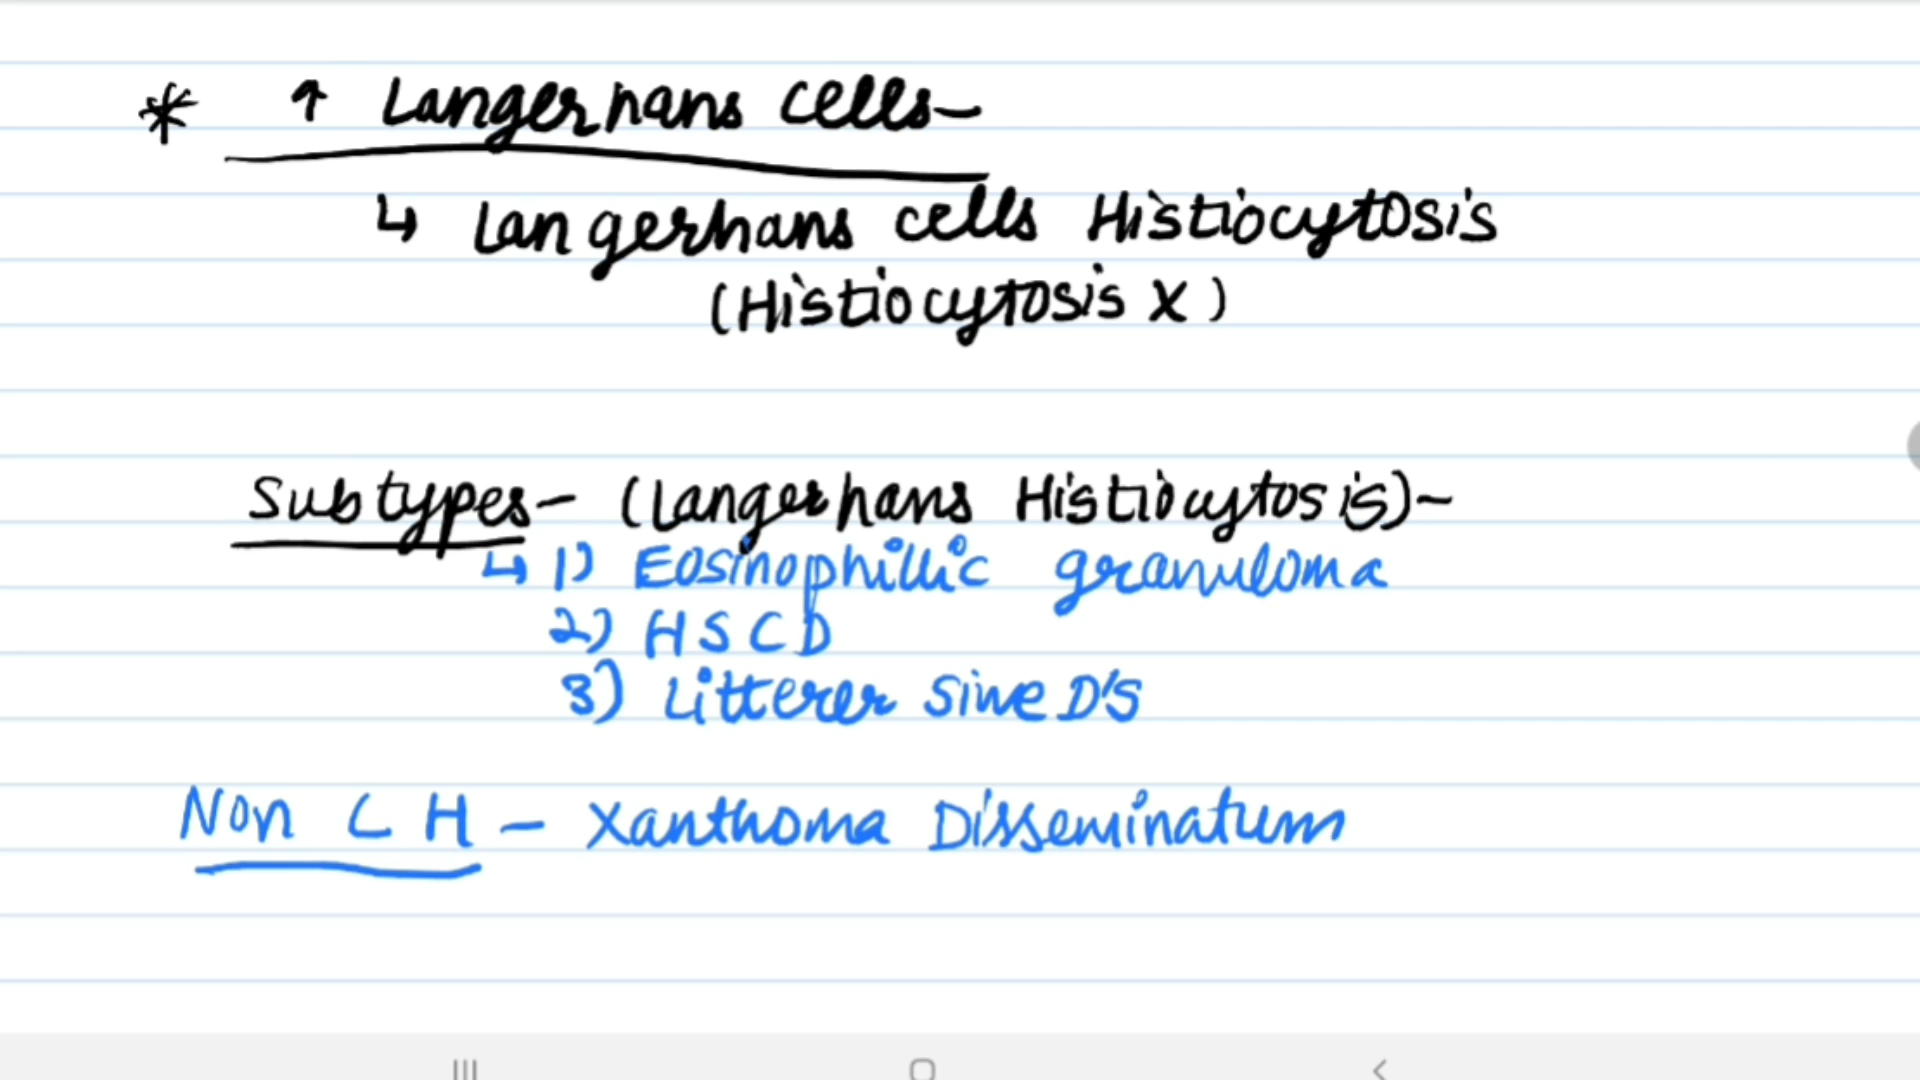 * ↑ Langerhans cells-
↳ Langerhans cells Histiocytosis
(Histiocytosis X)
Subtypes- (Langerhans Histiocytosis)-
↳ 1) Eosinophillic granuloma
2) HSCD
3) Litterer Siwe D'S
Non LH - Xanthoma Disseminatum